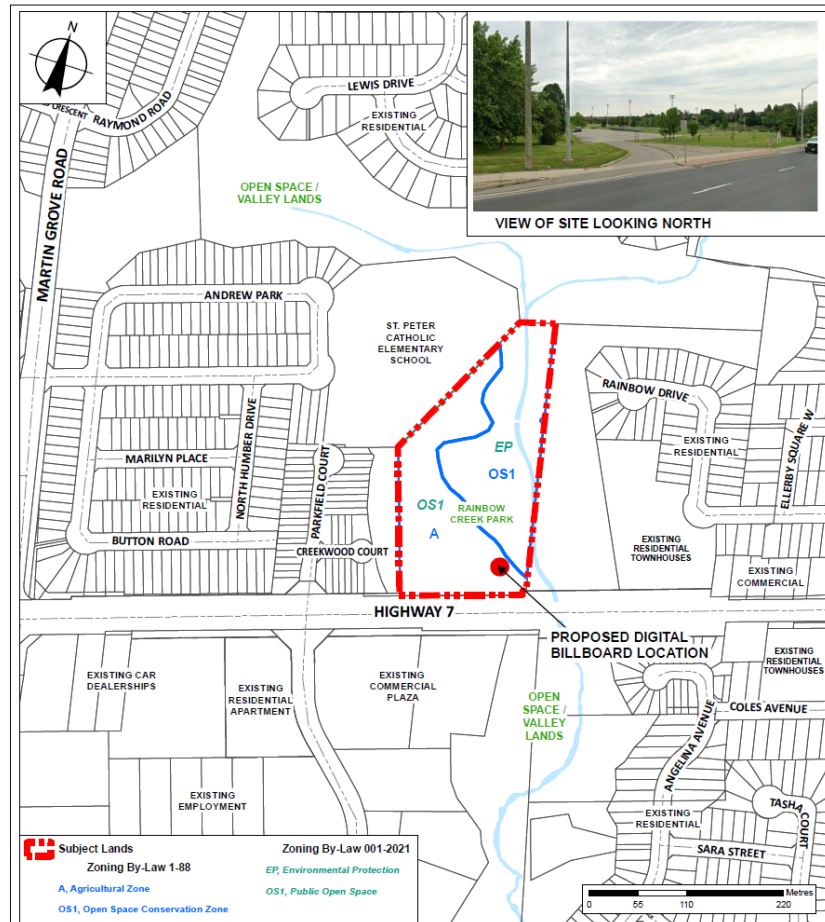 N
LEWIS DRIVE
EXISTING
RESIDENTIAL
CRESCENT
RAYMOND ROAD
MARTIN GROVE ROAD
OPEN SPACE /
VALLEY LANDS
VIEW OF SITE LOOKING NORTH
ANDREW PARK
ST. PETER
CATHOLIC
ELEMENTARY
SCHOOL
RAINBOW DRIVE
EXISTING
RESIDENTIAL
ELLERBY SQUARE W
MARILYN PLACE
NORTH HUMBER DRIVE
PARKFIELD COURT
EXISTING
RESIDENTIAL
BUTTON ROAD
CREEKWOOD COURT
EP
OS1
OS1
A
RAINBOW
CREEK PARK
EXISTING
RESIDENTIAL
TOWNHOUSES
EXISTING
COMMERCIAL
HIGHWAY 7
PROPOSED DIGITAL
BILLBOARD LOCATION
EXISTING
RESIDENTIAL
TOWNHOUSES
EXISTING CAR
DEALERSHIPS
EXISTING
RESIDENTIAL
APARTMENT
EXISTING
COMMERCIAL
PLAZA
OPEN
SPACE /
VALLEY
LANDS
COLES AVENUE
ANGELINA AVENUE
EXISTING
EMPLOYMENT
EXISTING
RESIDENTIAL
TASHA
COURT
SARA STREET
Subject Lands
Zoning By-Law 1-88
A, Agricultural Zone
OS1, Open Space Conservation Zone
Zoning By-Law 001-2021
EP, Environmental Protection
OS1, Public Open Space
Metres
0 55 110 220